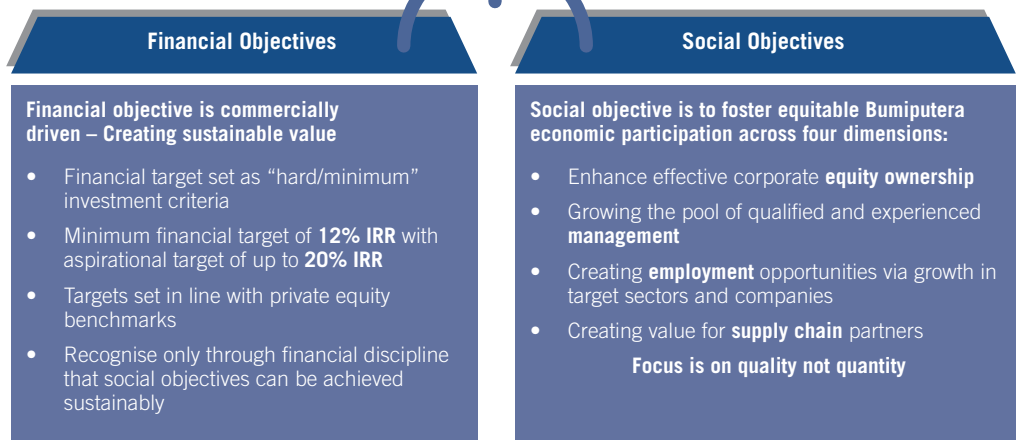 Financial Objectives
Financial objective is commercially
driven – Creating sustainable value
• Financial target set as “hard/minimum”
investment criteria
• Minimum financial target of 12% IRR with
aspirational target of up to 20% IRR
• Targets set in line with private equity
benchmarks
• Recognise only through financial discipline
that social objectives can be achieved
sustainably
Social Objectives
Social objective is to foster equitable Bumiputera
economic participation across four dimensions:
• Enhance effective corporate equity ownership
• Growing the pool of qualified and experienced
management
• Creating employment opportunities via growth in
target sectors and companies
• Creating value for supply chain partners
Focus is on quality not quantity